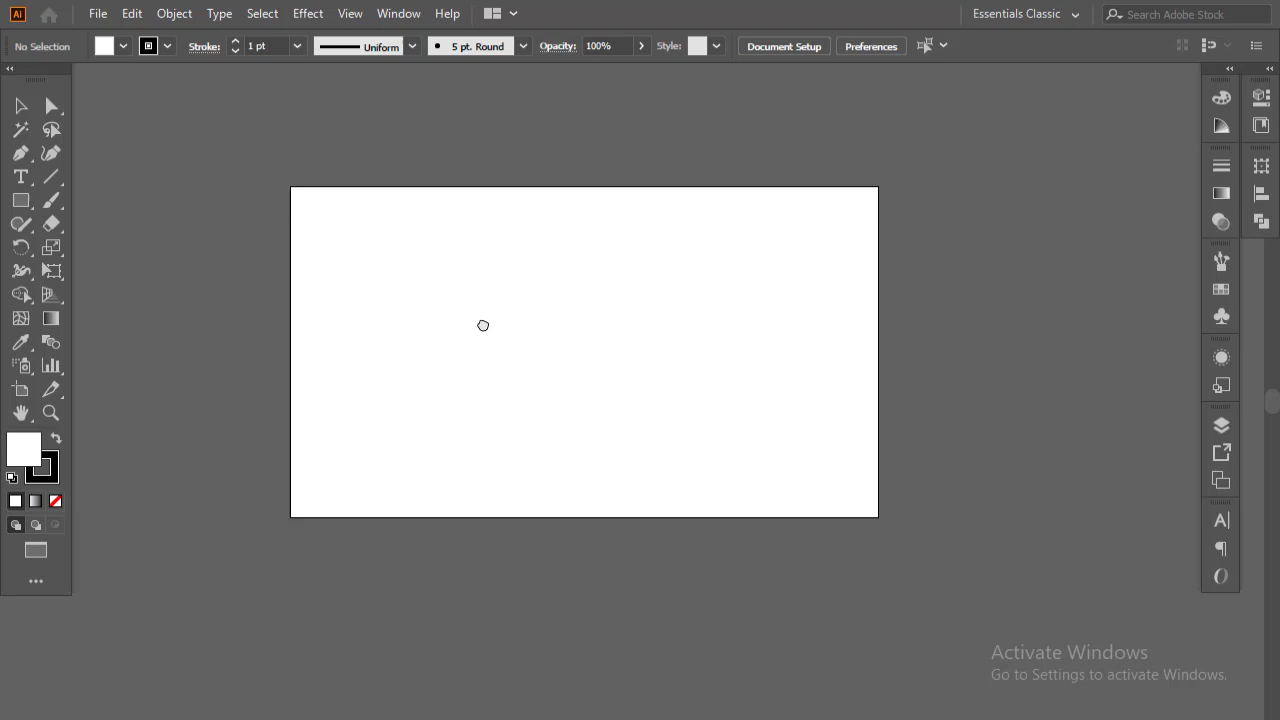 Ai File Edit Object Type Select Effect View Window Help Essentials Classic Search Adobe Stock
No Selection Stroke: 1 pt Uniform 5 pt. Round Opacity: 100% Style: Document Setup Preferences
Activate Windows
Go to Settings to activate Windows.